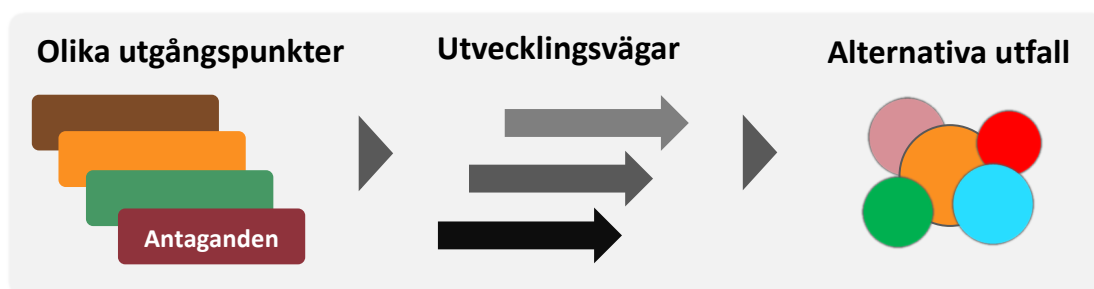 Olika utgångspunkter
Utvecklingsvägar
Alternativa utfall
Antaganden